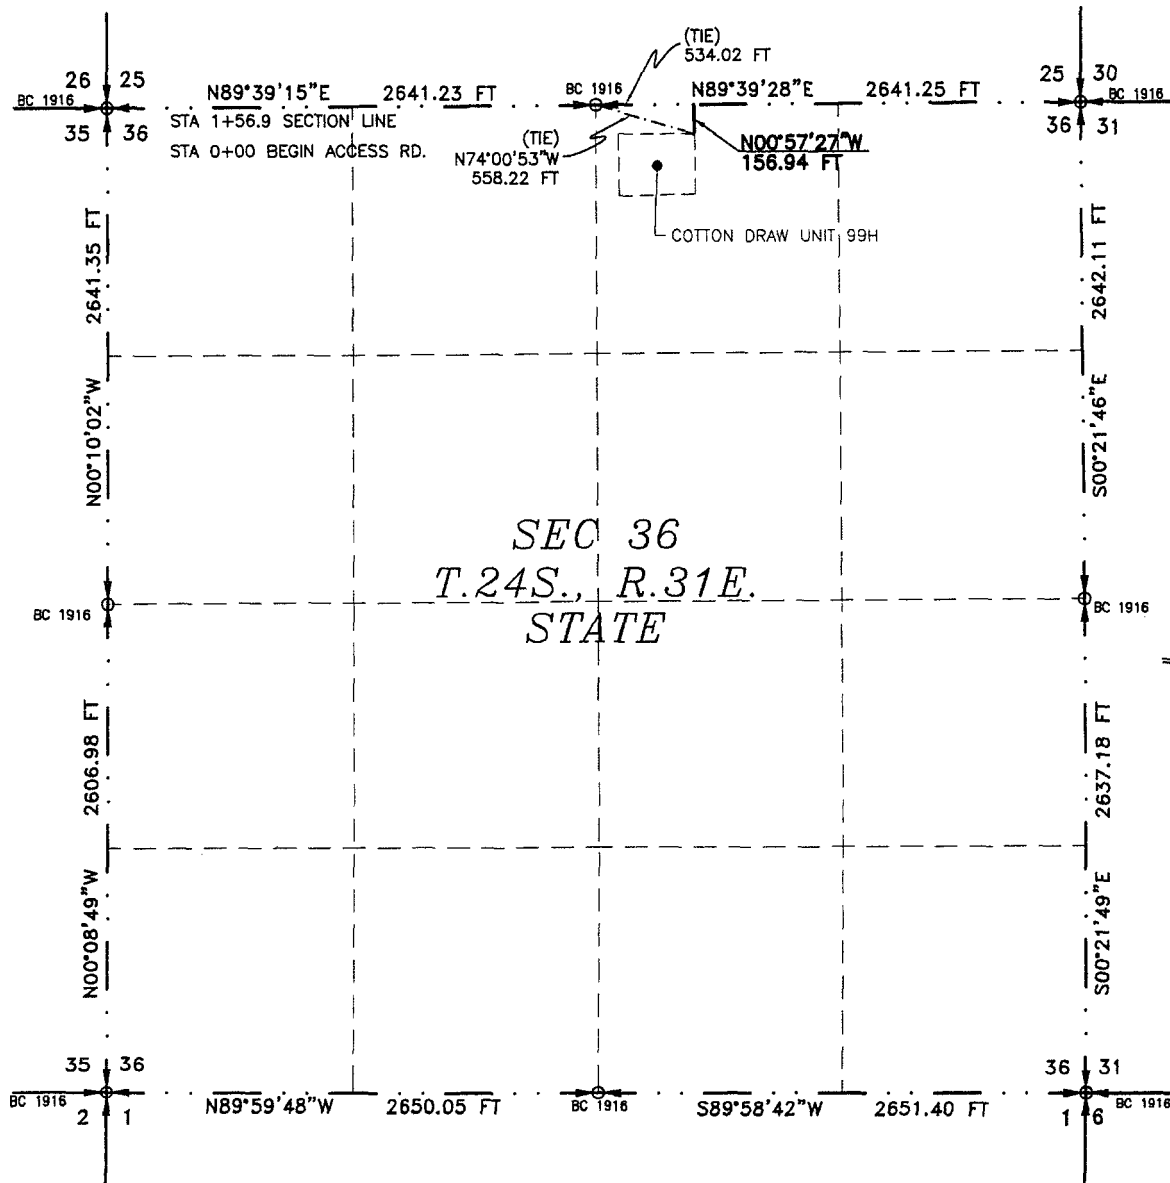 (TIE)
534.02 FT
26 25
BC 1916
N89°39'15"E 2641.23 FT
BC 1916
N89°39'28"E 2641.25 FT
25 30
BC 1916
35 36
STA 1+56.9 SECTION LINE
STA 0+00 BEGIN ACCESS RD.
36 31
(TIE)
N74°00'53"W
558.22 FT
N00°57'27"W
156.94 FT
COTTON DRAW UNIT 99H
2641.35 FT
N00°10'02"W
2642.11 FT
S00°21'46"E
SEC 36
T.24S., R.31E.
STATE
BC 1916
BC 1916
2606.98 FT
N00°08'49"W
2637.18 FT
S00°21'49"E
35 36
BC 1916
2 1
N89°59'48"W 2650.05 FT
BC 1916
S89°58'42"W 2651.40 FT
36 31
BC 1916
1 6